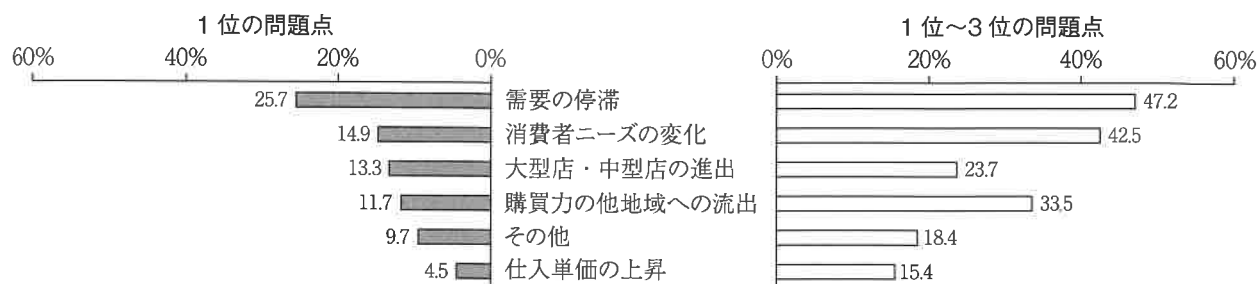 1位の問題点
60% 40% 20% 0%
1位～3位の問題点
0% 20% 40% 60%
25.7 需要の停滞 47.2
14.9 消費者ニーズの変化 42.5
13.3 大型店・中型店の進出 23.7
11.7 購買力の他地域への流出 33.5
9.7 その他 18.4
4.5 仕入単価の上昇 15.4